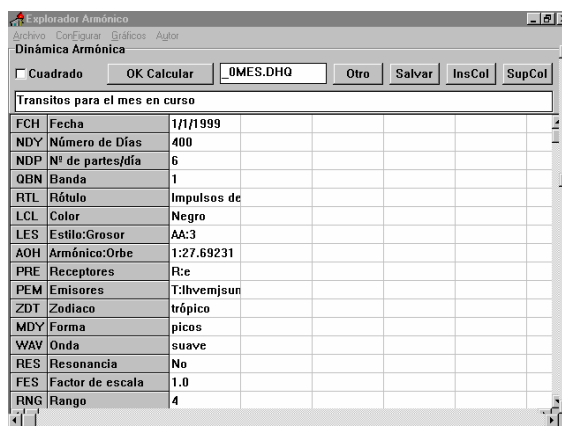 Explorador Armónico
Archivo ConFigurar Gráficos Autor
Dinámica Armónica
Cuadrado OK Calcular _0MES.DHQ Otro Salvar InsCol SupCol
Transitos para el mes en curso
FCH Fecha 1/1/1999
NDY Número de Días 400
NDP Nº de partes/día 6
QBN Banda 1
RTL Rótulo Impulsos de
LCL Color Negro
LES Estilo:Grosor AA:3
AOH Armónico:Orbe 1:27.69231
PRE Receptores R:e
PEM Emisores T:lhvemjsun
ZDT Zodiaco trópico
MDY Forma picos
WAV Onda suave
RES Resonancia No
FES Factor de escala 1.0
RNG Rango 4